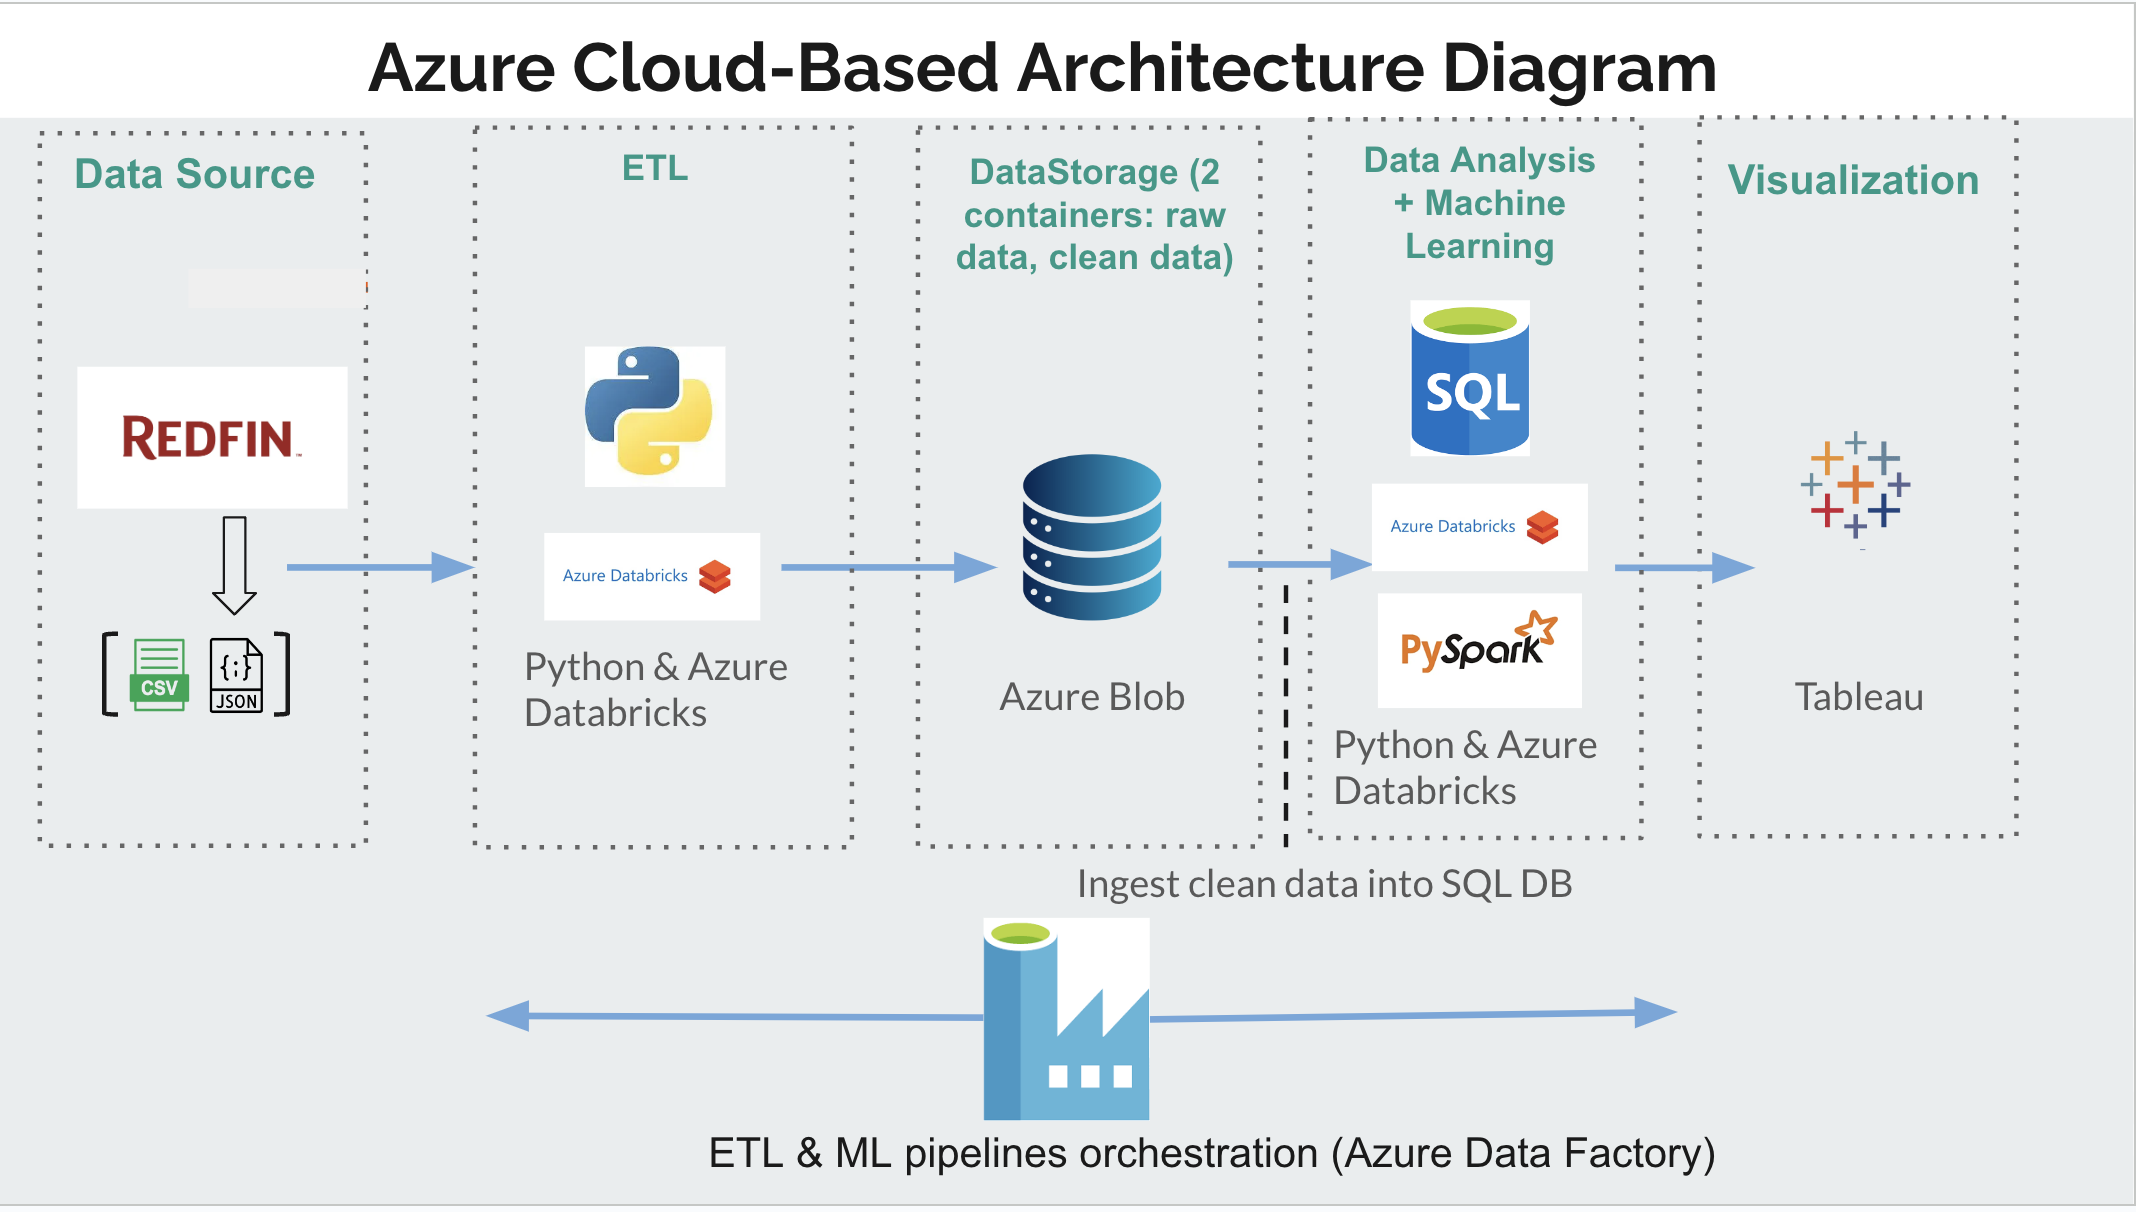 Azure Cloud-Based Architecture Diagram
Data Source
REDFIN
CSV
{;}
JSON
ETL
Azure Databricks
Python & Azure
Databricks
DataStorage (2
containers: raw
data, clean data)
Azure Blob
Data Analysis
+ Machine
Learning
SQL
Azure Databricks
PySpark
Python & Azure
Databricks
Visualization
Tableau
Ingest clean data into SQL DB
ETL & ML pipelines orchestration (Azure Data Factory)